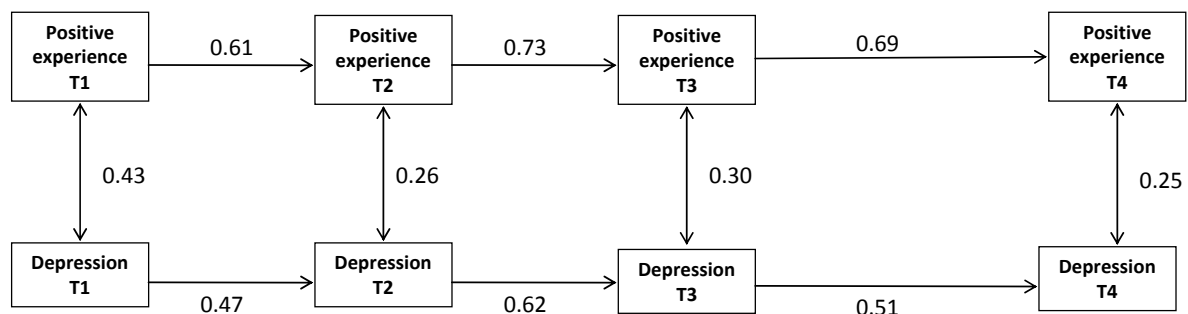 Positive
experience
T1
0.61
Positive
experience
T2
0.73
Positive
experience
T3
0.69
Positive
experience
T4
0.43
0.26
0.30
0.25
Depression
T1
0.47
Depression
T2
0.62
Depression
T3
0.51
Depression
T4